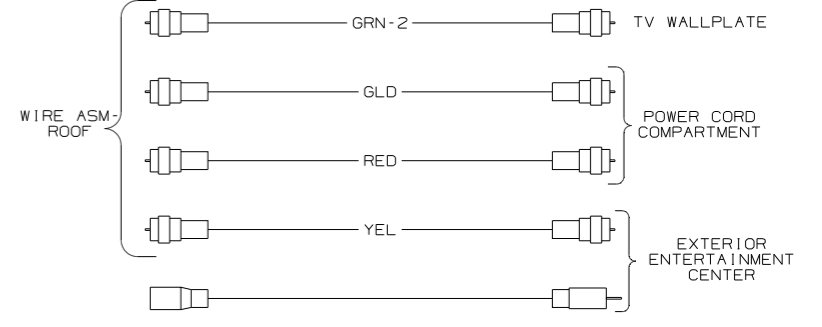 GRN-2
TV WALLPLATE
GLD
WIRE ASM-
ROOF
POWER CORD
COMPARTMENT
RED
YEL
EXTERIOR
ENTERTAINMENT
CENTER